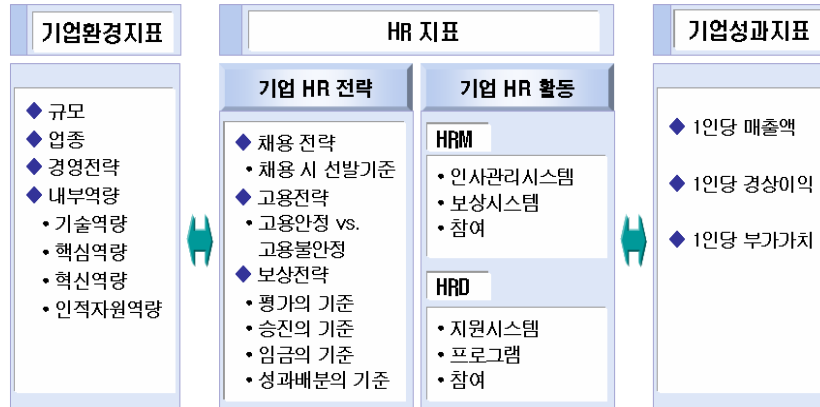 기업환경지표
◆ 규모
◆ 업종
◆ 경영전략
◆ 내부역량
• 기술역량
• 핵심역량
• 혁신역량
• 인적자원역량
HR 지표
기업 HR 전략
◆ 채용 전략
• 채용 시 선발기준
◆ 고용전략
• 고용안정 vs.
고용불안정
◆ 보상전략
• 평가의 기준
• 승진의 기준
• 임금의 기준
• 성과배분의 기준
기업 HR 활동
HRM
• 인사관리시스템
• 보상시스템
• 참여
HRD
• 지원시스템
• 프로그램
• 참여
기업성과지표
◆ 1인당 매출액
◆ 1인당 경상이익
◆ 1인당 부가가치